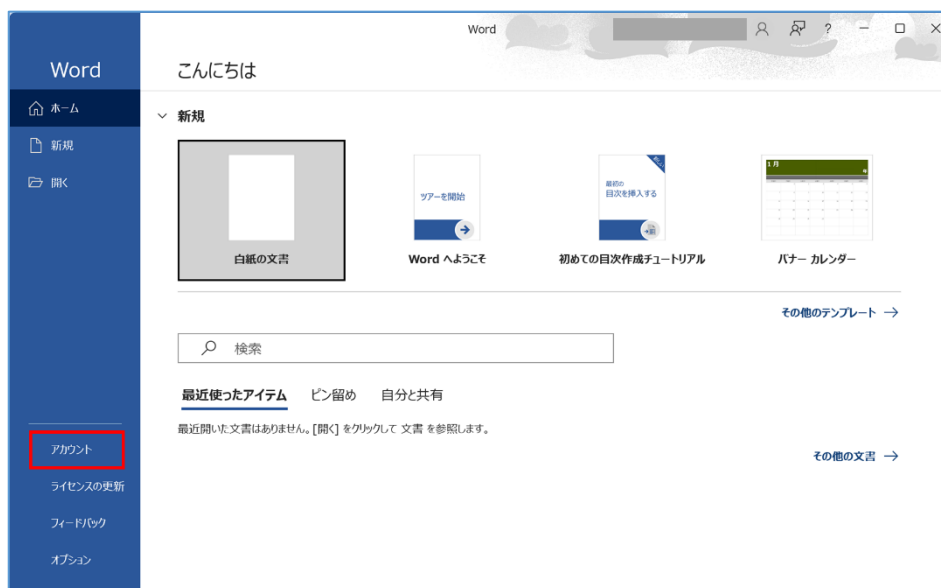 Word
?
Word
こんにちは
ホーム
新規
開く
新規
ツアーを開始
最初の
目次を挿入する
1 月
白紙の文書
Word へようこそ
初めての目次作成チュートリアル
バナー カレンダー
その他のテンプレート →
検索
最近使ったアイテム ピン留め 自分と共有
最近開いた文書はありません。[開く] をクリックして 文書 を参照します。
その他の文書 →
アカウント
ライセンスの更新
フィードバック
オプション